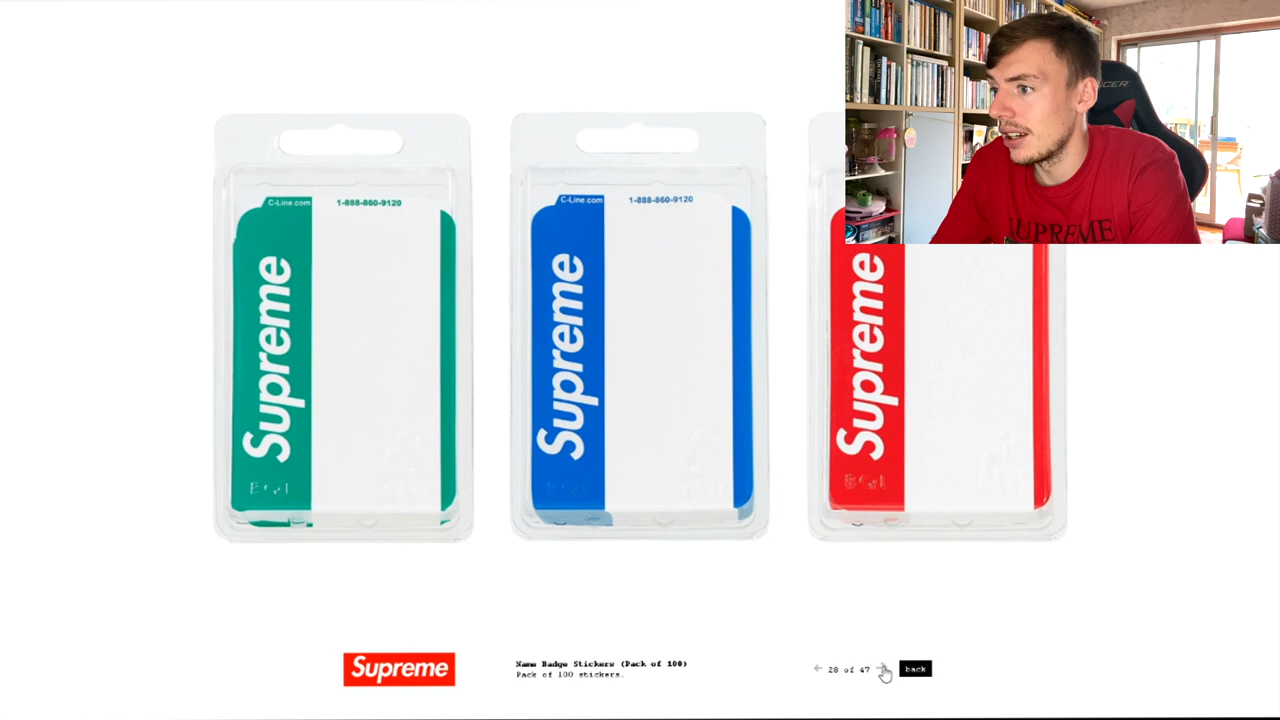 C-Line.com 1-888-860-9120
Supreme
C-Line.com 1-888-860-9120
Supreme
Supreme
SUPREME
Supreme
Name Badge Stickers (Pack of 100)
Pack of 100 stickers.
28 of 47
back